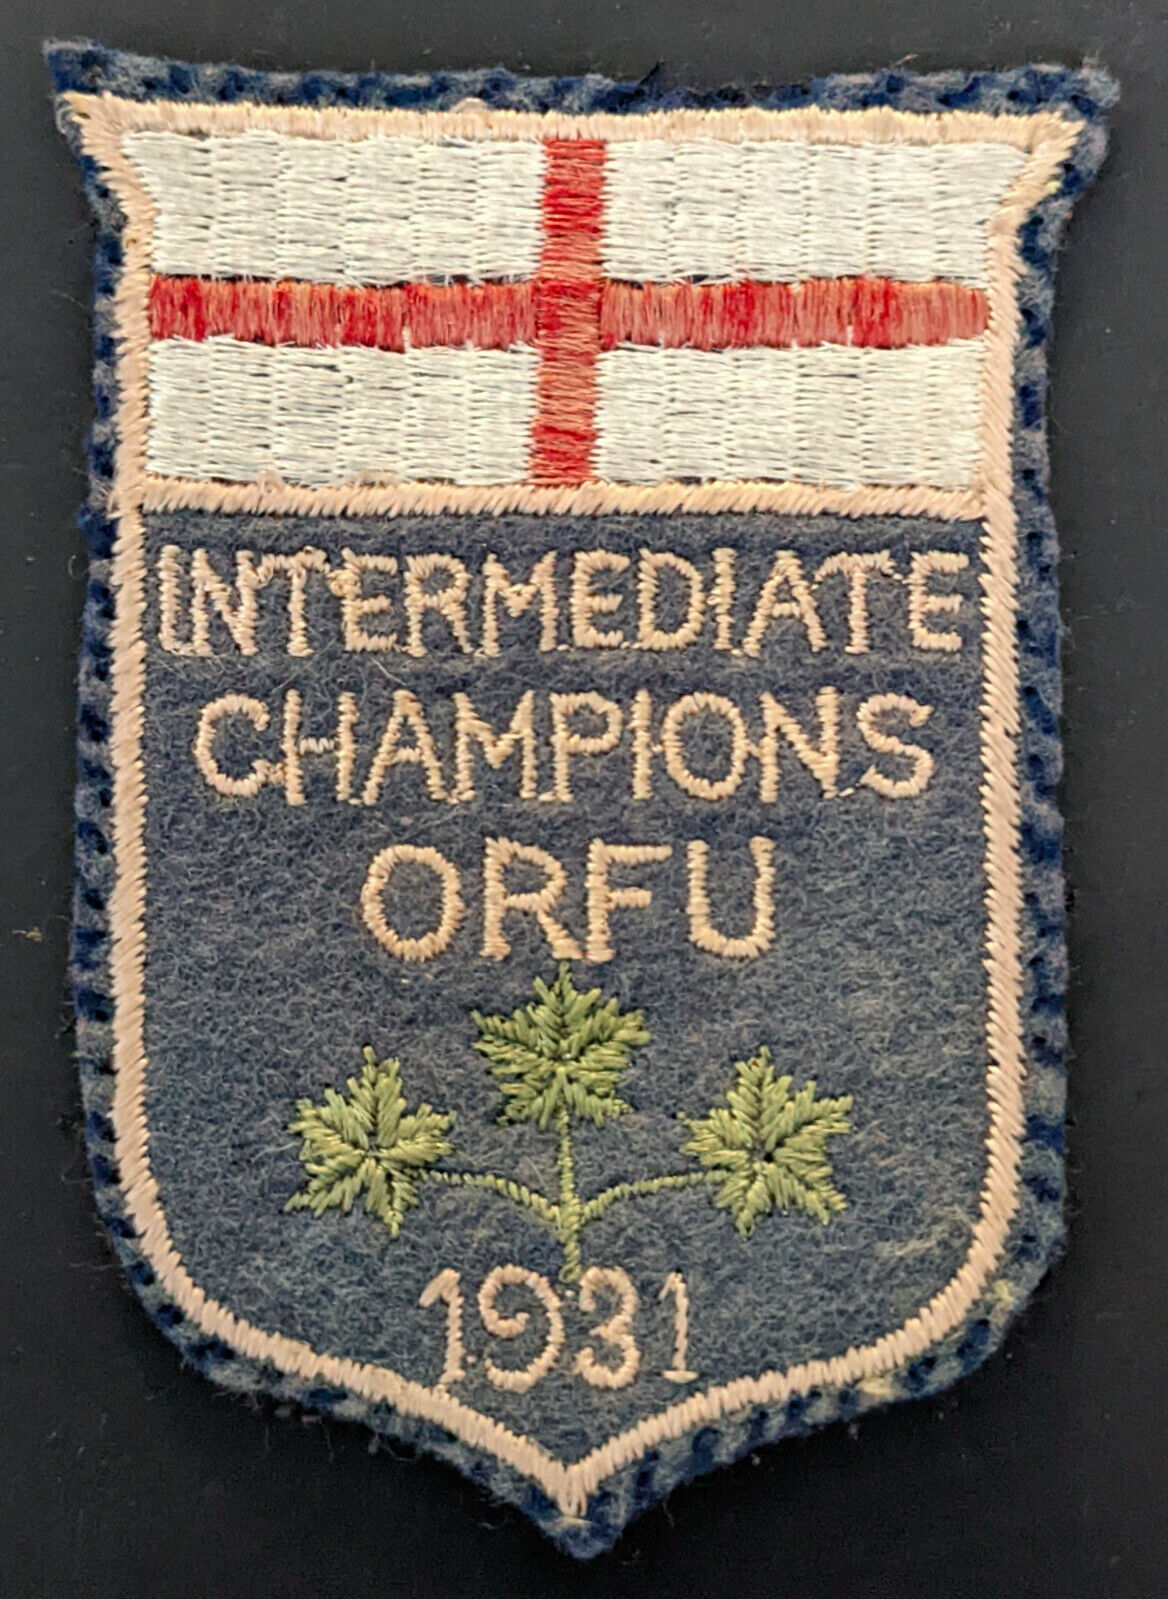 INTERMEDIATE
CHAMPIONS
ORFU
1931